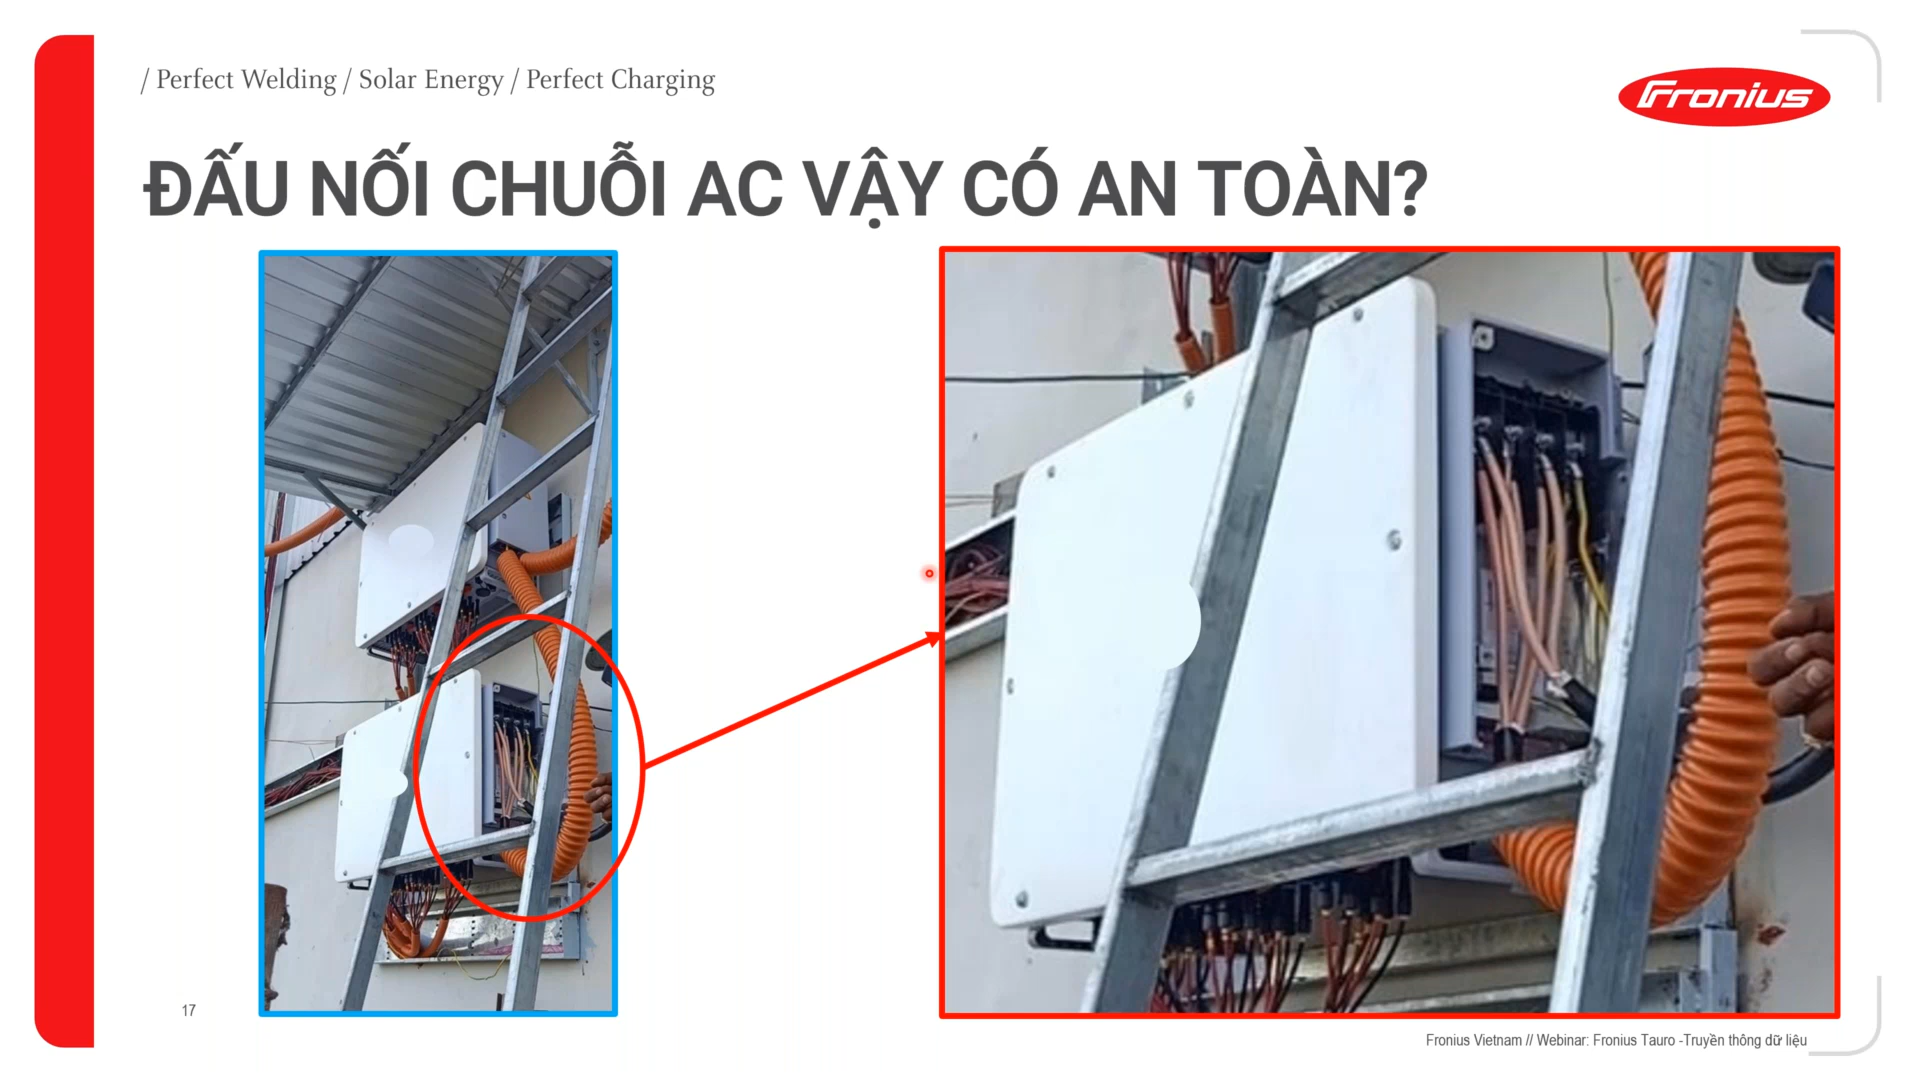 / Perfect Welding / Solar Energy / Perfect Charging
Fronius
ĐẤU NỐI CHUỖI AC VẬY CÓ AN TOÀN?
17
Fronius Vietnam // Webinar: Fronius Tauro -Truyền thông dữ liệu